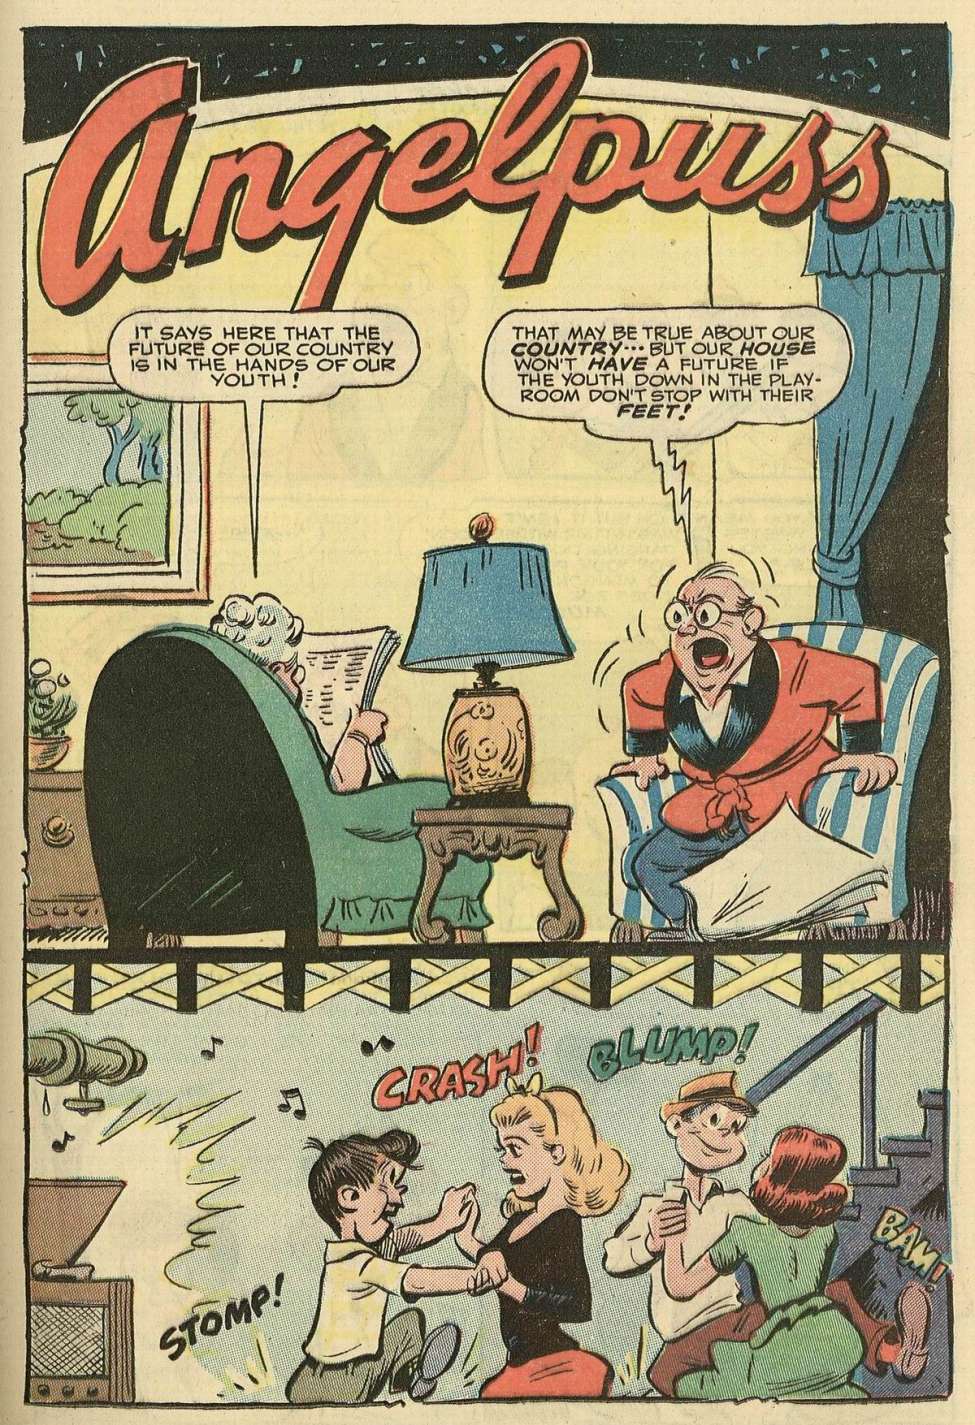 Angelpuss
IT SAYS HERE THAT THE
FUTURE OF OUR COUNTRY
IS IN THE HANDS OF OUR
YOUTH!
THAT MAY BE TRUE ABOUT OUR
COUNTRY... BUT OUR HOUSE
WON'T HAVE A FUTURE IF
THE YOUTH DOWN IN THE PLAY-
ROOM DON'T STOP WITH THEIR
FEET!
CRASH!
BLUMP!
STOMP!
BAM!